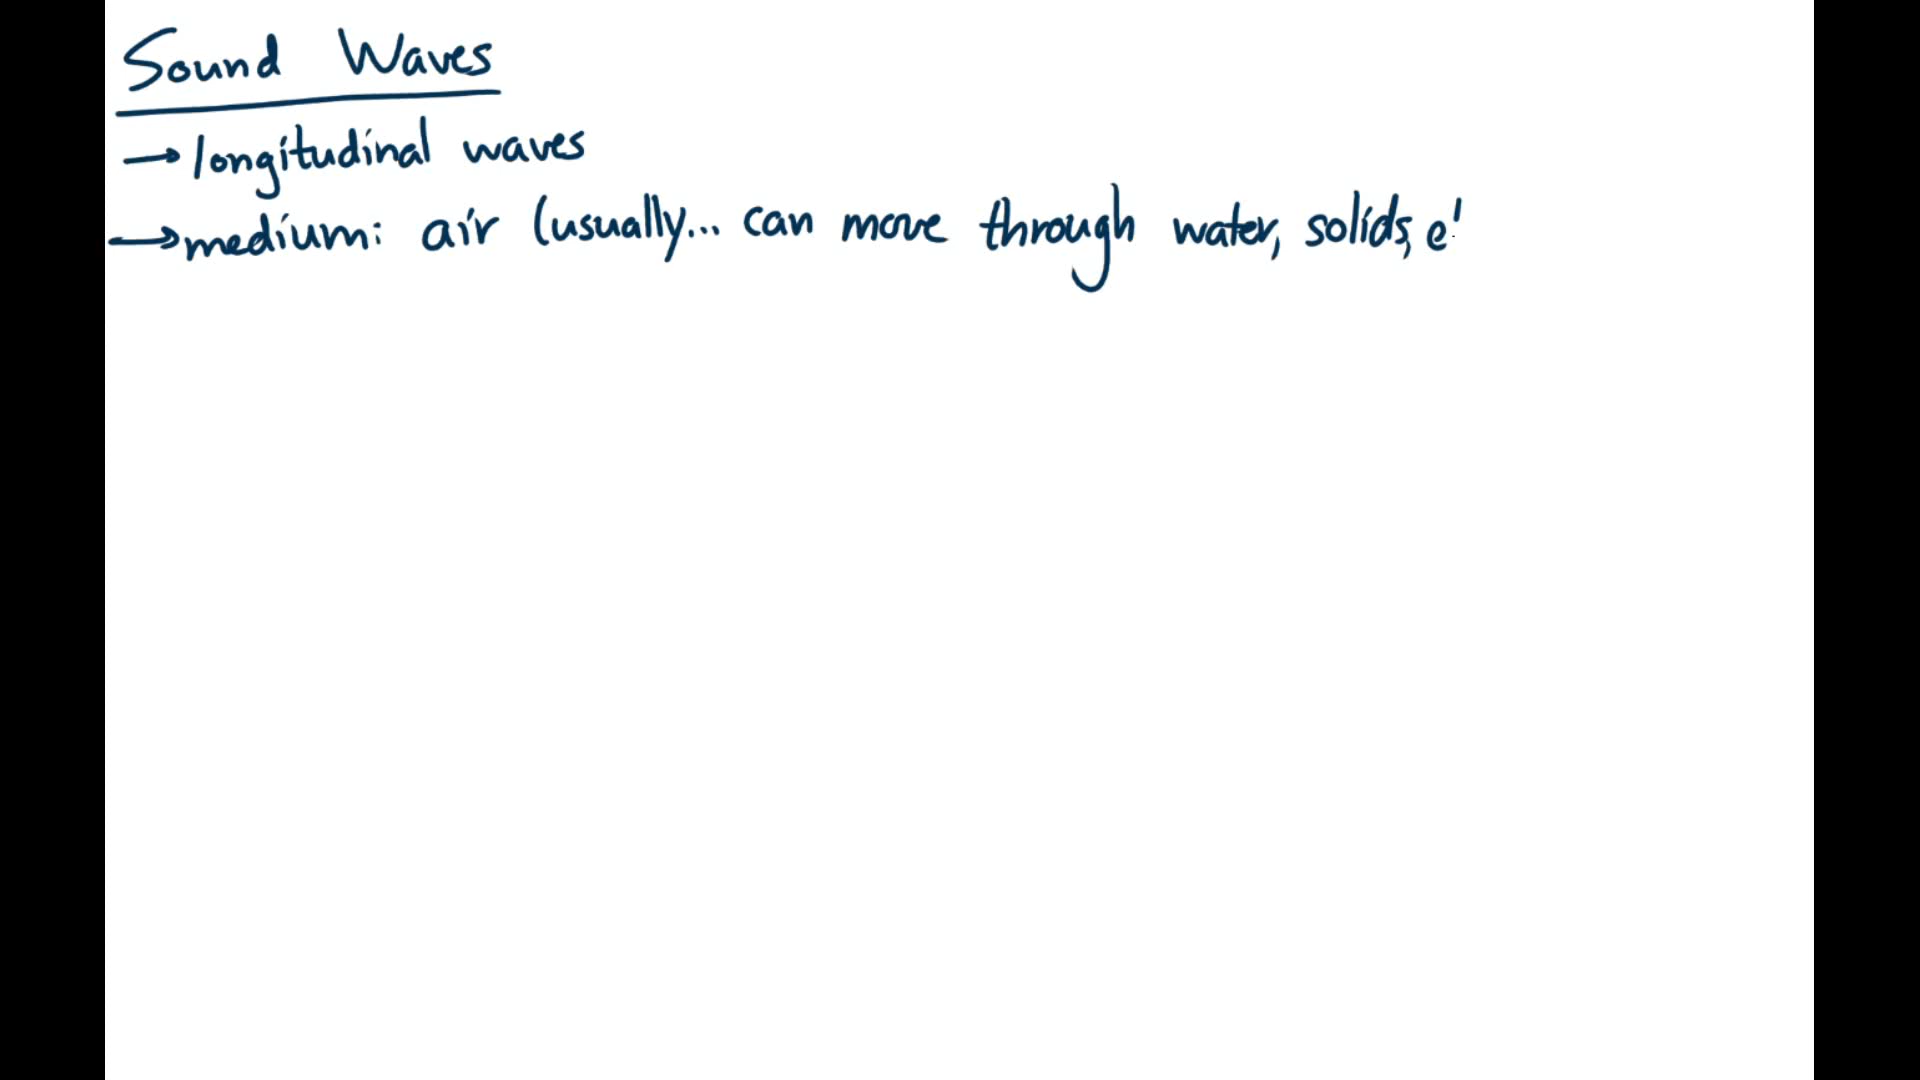 Sound Waves
→ longitudinal waves
→ medium: air (usually... can move through water, solids,